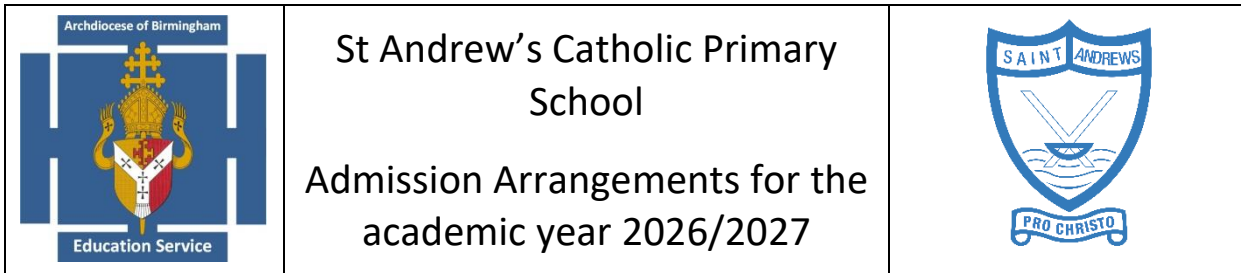 Archdiocese of Birmingham
Education Service
St Andrew’s Catholic Primary
School
Admission Arrangements for the
academic year 2026/2027
SAINT ANDREWS
PRO CHRISTO